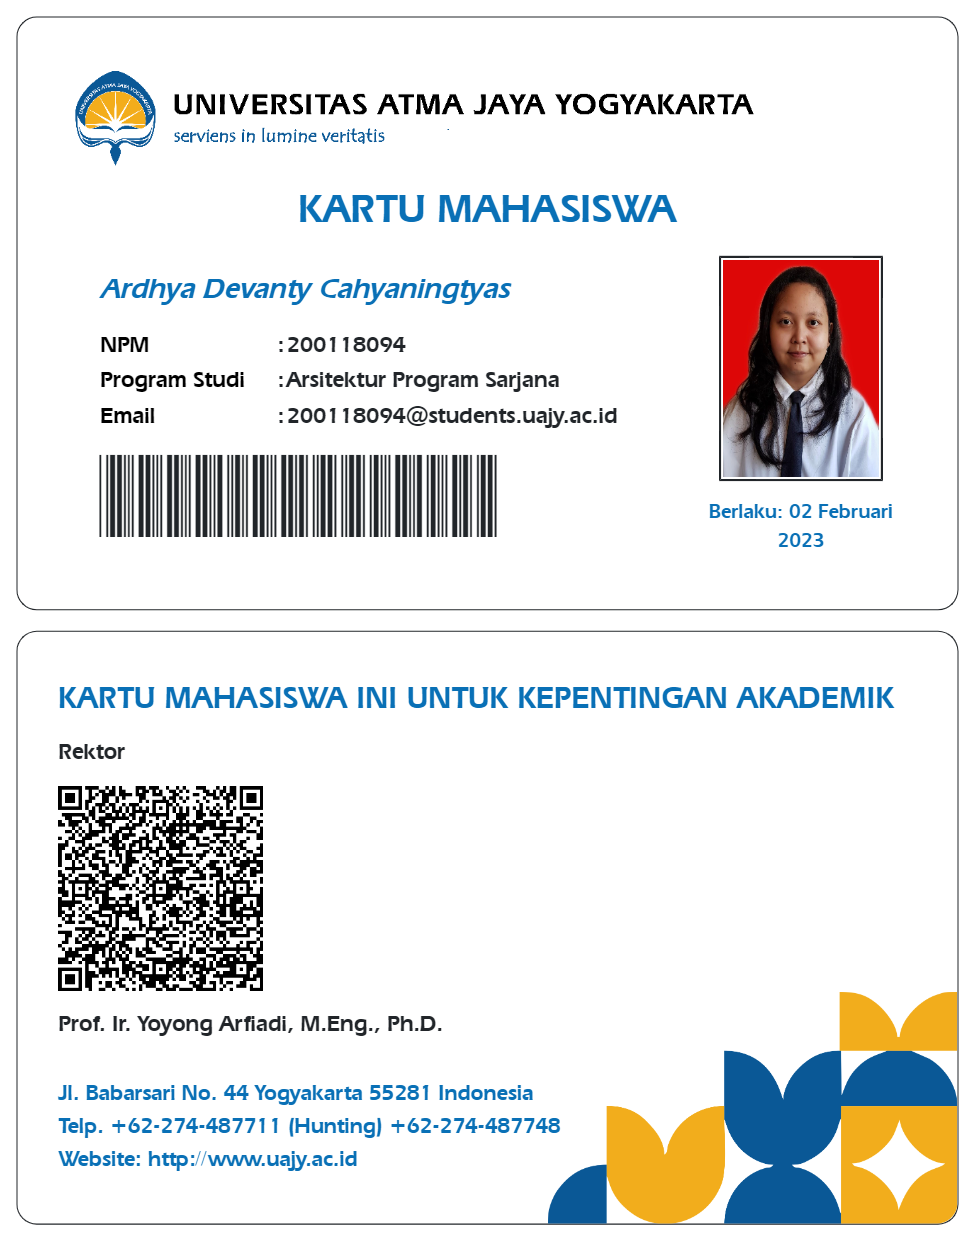 UNIVERSITAS ATMA JAYA YOGYAKARTA
serviens in lumine veritatis
KARTU MAHASISWA
Ardhya Devanty Cahyaningtyas
NPM : 200118094
Program Studi : Arsitektur Program Sarjana
Email : 200118094@students.uajy.ac.id
Berlaku: 02 Februari
2023
KARTU MAHASISWA INI UNTUK KEPENTINGAN AKADEMIK
Rektor
Prof. Ir. Yoyong Arfiadi, M.Eng., Ph.D.
Jl. Babarsari No. 44 Yogyakarta 55281 Indonesia
Telp. +62-274-487711 (Hunting) +62-274-487748
Website: http://www.uajy.ac.id